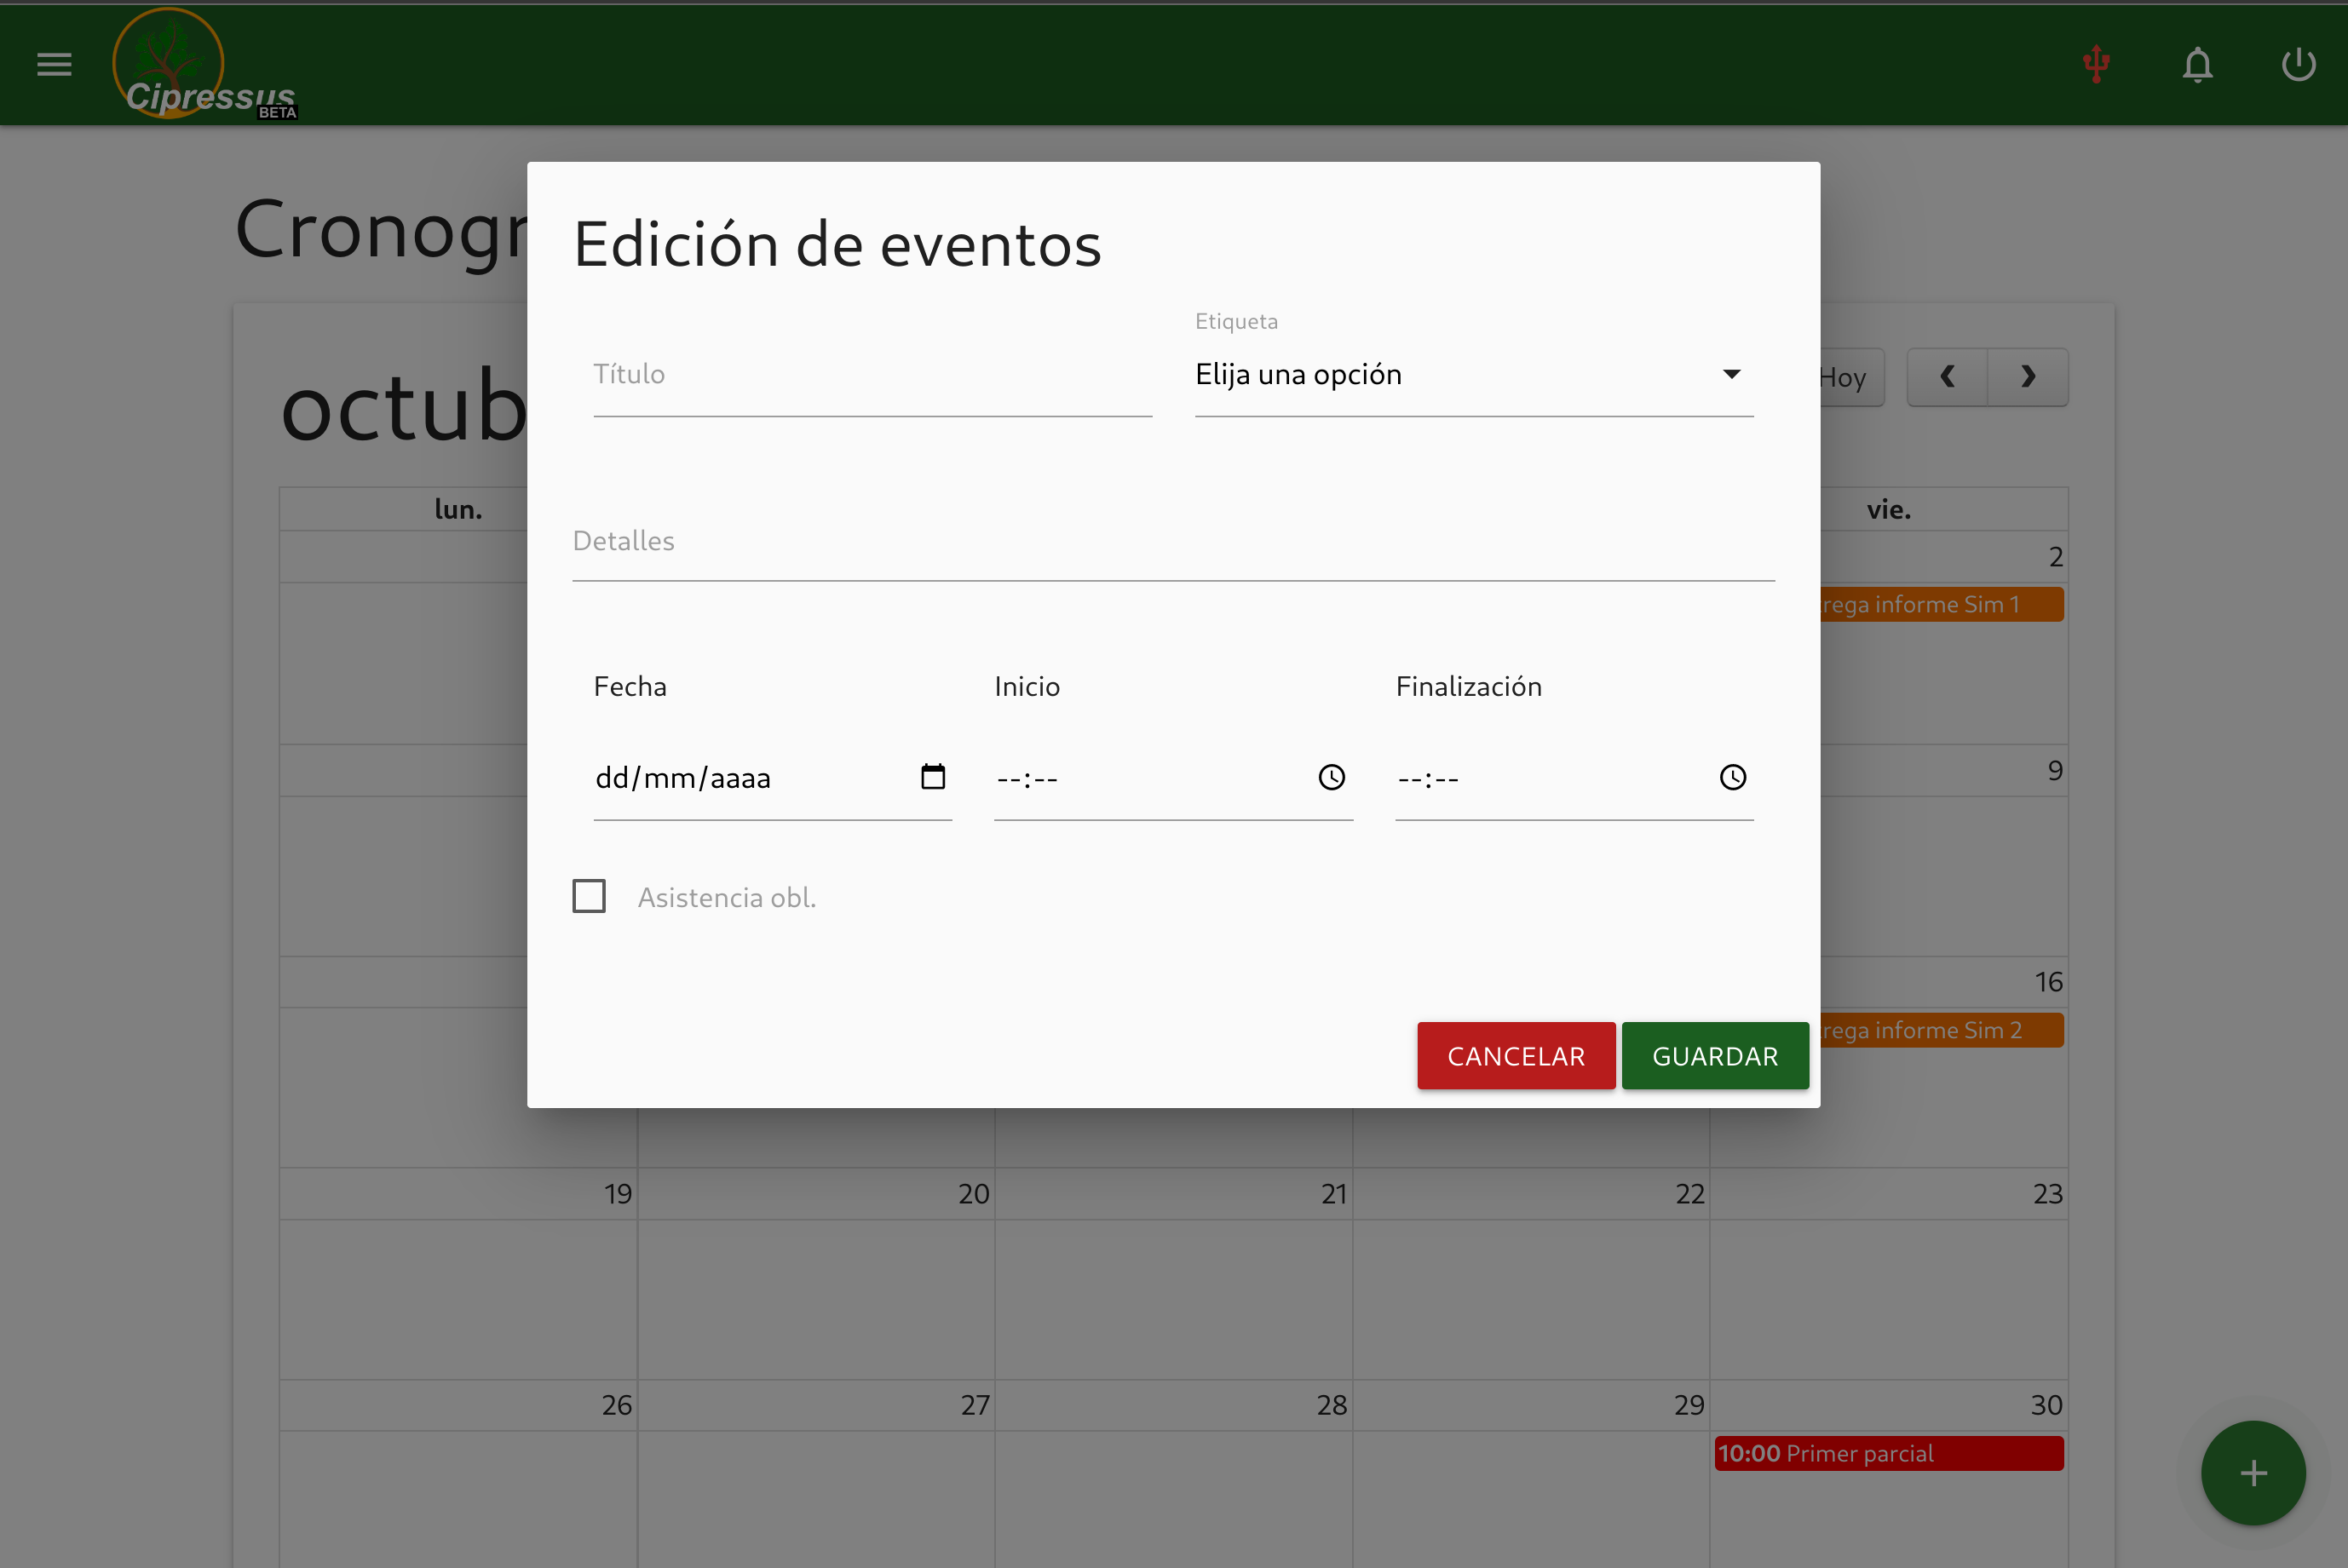 Cipressus
BETA
Cronogr
Edición de eventos
Etiqueta
Título
Elija una opción
octub
Hoy
lun.
vie.
Detalles
2
rega informe Sim 1
Fecha
Inicio
Finalización
dd/mm/aaaa
--:--
--:--
9
Asistencia obl.
16
rega informe Sim 2
CANCELAR
GUARDAR
19
20
21
22
23
26
27
28
29
30
10:00 Primer parcial